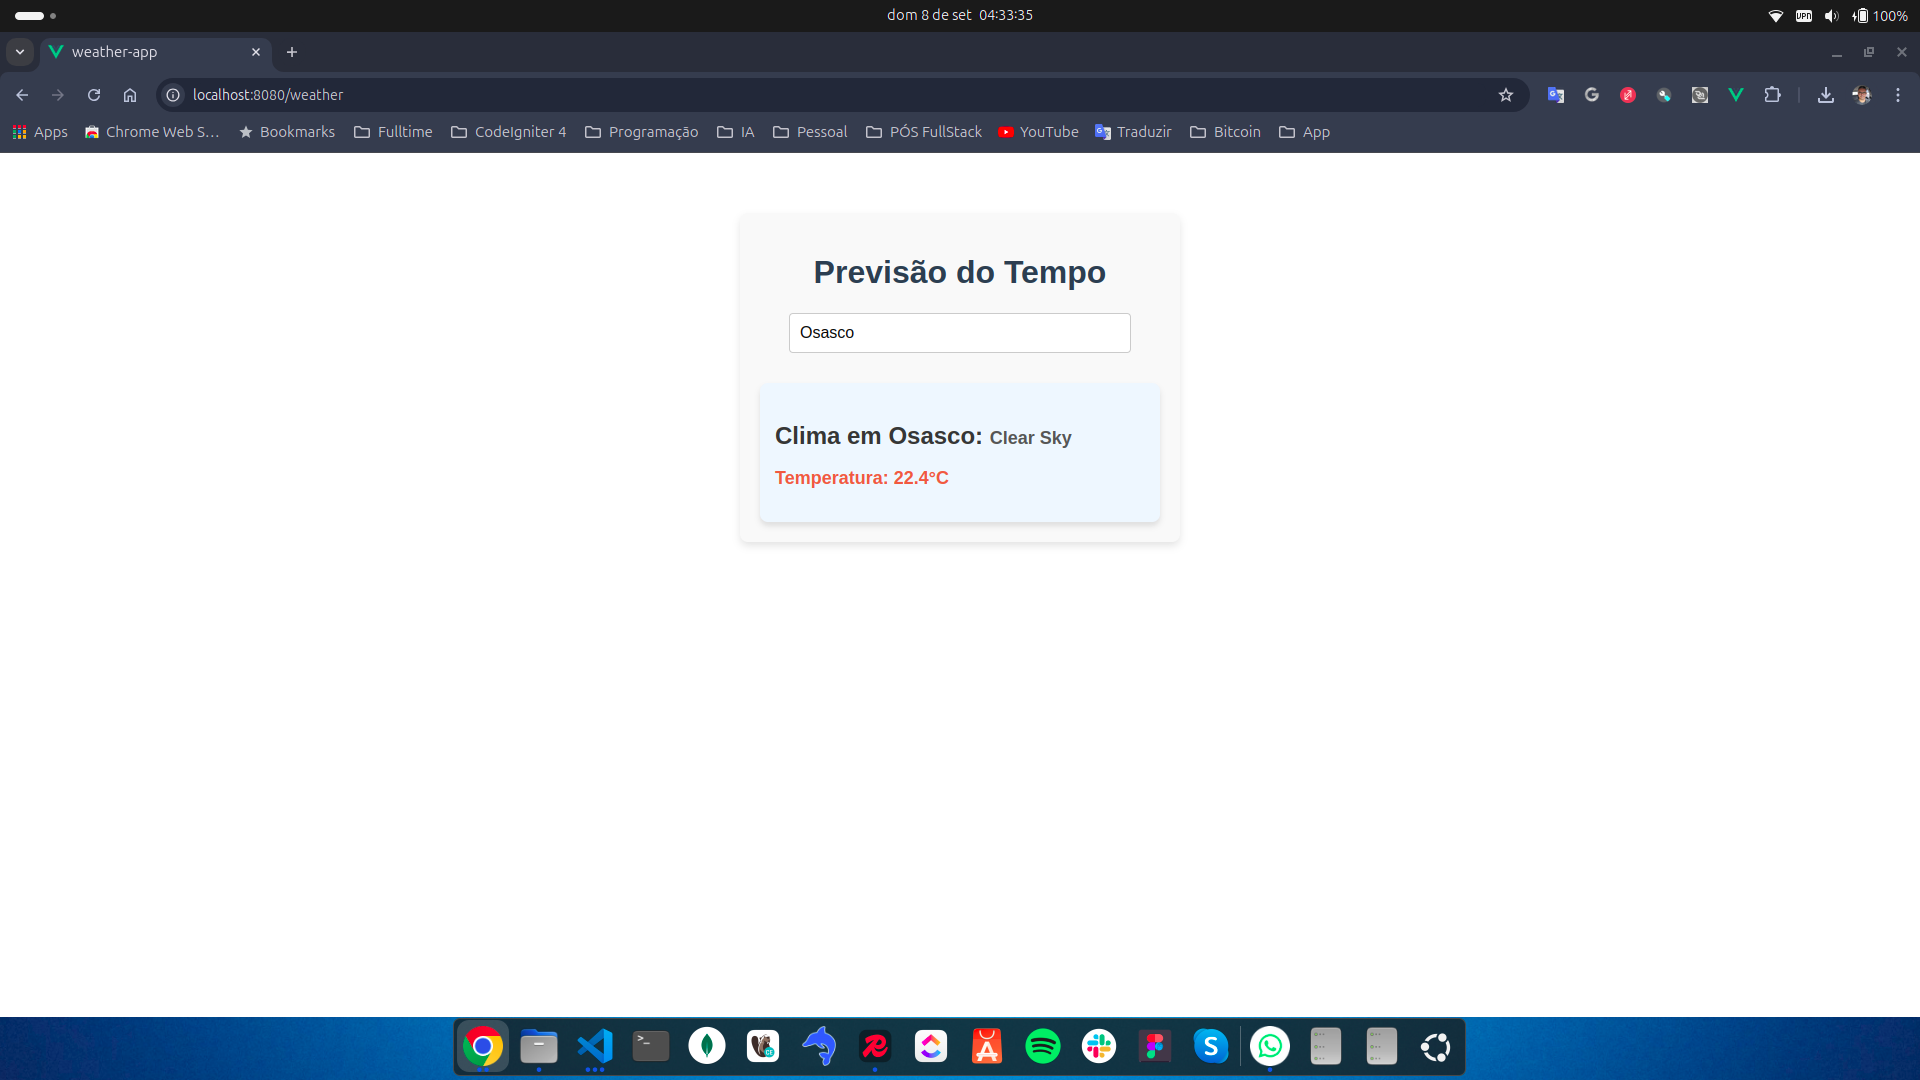 dom 8 de set 04:33:35
VPN
100%
weather-app
localhost:8080/weather
Apps
Chrome Web S...
Bookmarks
Fulltime
CodeIgniter 4
Programação
IA
Pessoal
PÓS FullStack
YouTube
Traduzir
Bitcoin
App
Previsão do Tempo
Osasco
Clima em Osasco: Clear Sky
Temperatura: 22.4°C